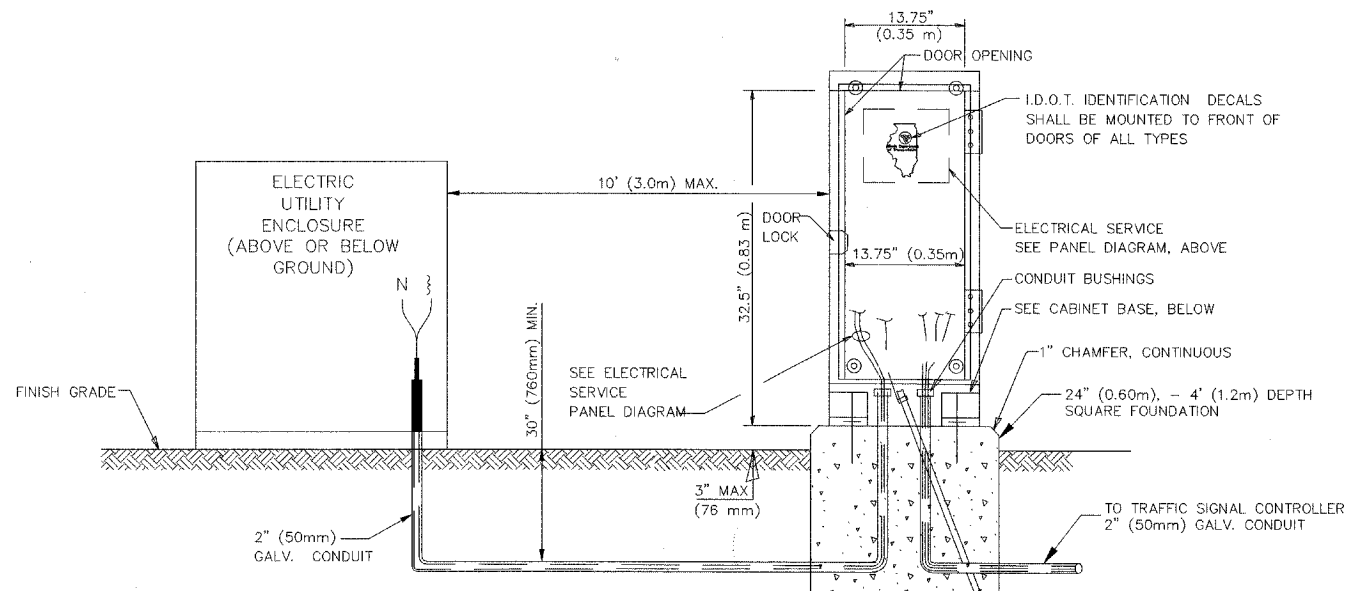 13.75"
(0.35 m)
DOOR OPENING
I.D.O.T. IDENTIFICATION DECALS
SHALL BE MOUNTED TO FRONT OF
DOORS OF ALL TYPES
ELECTRIC
UTILITY
ENCLOSURE
(ABOVE OR BELOW
GROUND)
N
10' (3.0m) MAX.
32.5" (0.83 m)
DOOR
LOCK
13.75" (0.35m)
ELECTRICAL SERVICE
SEE PANEL DIAGRAM, ABOVE
CONDUIT BUSHINGS
SEE CABINET BASE, BELOW
1" CHAMFER, CONTINUOUS
24" (0.60m), - 4' (1.2m) DEPTH
SQUARE FOUNDATION
FINISH GRADE
30" (760mm) MIN.
SEE ELECTRICAL
SERVICE
PANEL DIAGRAM
3" MAX
(76 mm)
2" (50mm)
GALV. CONDUIT
TO TRAFFIC SIGNAL CONTROLLER
2" (50mm) GALV. CONDUIT